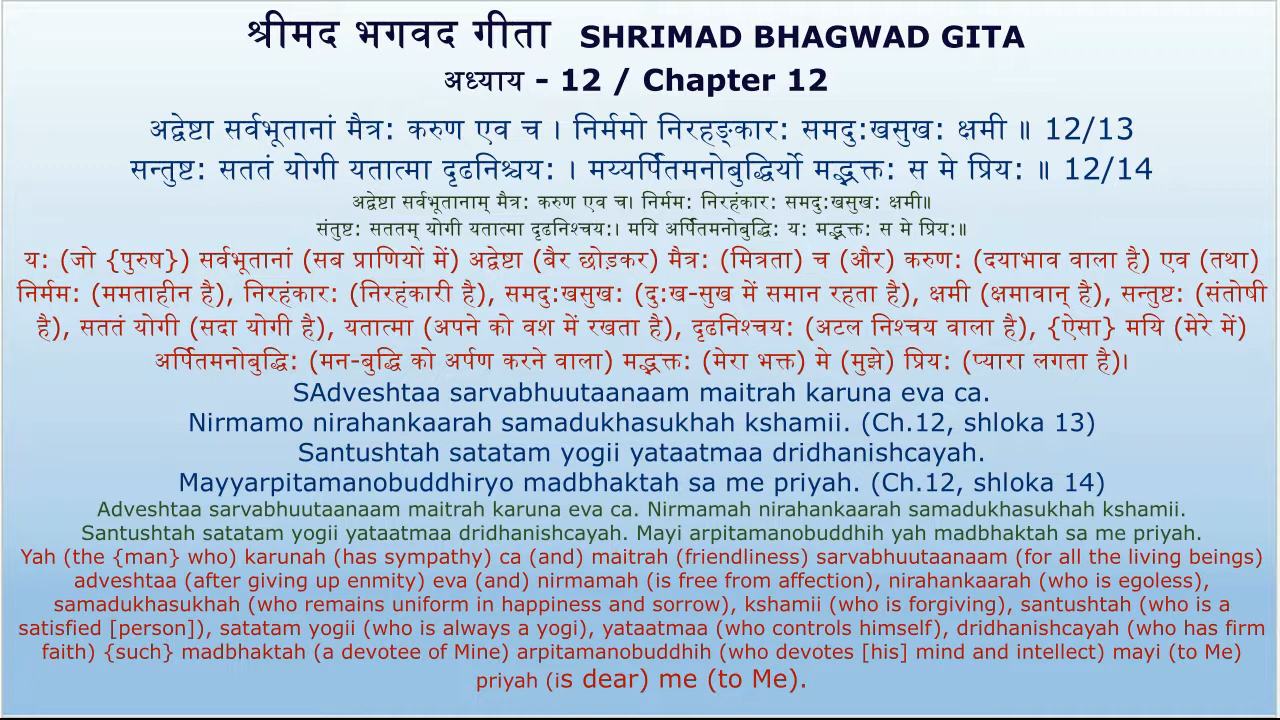 श्रीमद भगवद गीता SHRIMAD BHAGWAD GITA
अध्याय - 12 / Chapter 12
अद्वेष्टा सर्वभूतानां मैत्र: करुण एव च । निर्ममो निरहङ्कार: समदु:खसुख: क्षमी ॥ 12/13
सन्तुष्ट: सततं योगी यतात्मा दृढनिश्चय: । मय्यर्पितमनोबुद्धिर्यो मद्भक्त: स मे प्रिय: ॥ 12/14
अद्वेष्टा सर्वभूतानाम् मैत्र: करुण एव च। निर्मम: निरहंकार: समदु:खसुख: क्षमी॥
संतुष्ट: सततम् योगी यतात्मा दृढनिश्चय:। मयि अर्पितमनोबुद्धि: य: मद्भक्त: स मे प्रिय:॥
य: (जो {पुरुष}) सर्वभूतानां (सब प्राणियों में) अद्वेष्टा (बैर छोड़कर) मैत्र: (मित्रता) च (और) करुण: (दयाभाव वाला है) एव (तथा)
निर्मम: (ममताहीन है), निरहंकार: (निरहंकारी है), समदु:खसुख: (दु:ख-सुख में समान रहता है), क्षमी (क्षमावान् है), सन्तुष्ट: (संतोषी
है), सततं योगी (सदा योगी है), यतात्मा (अपने को वश में रखता है), दृढनिश्चय: (अटल निश्चय वाला है), {ऐसा} मयि (मेरे में)
अर्पितमनोबुद्धि: (मन-बुद्धि को अर्पण करने वाला) मद्भक्त: (मेरा भक्त) मे (मुझे) प्रिय: (प्यारा लगता है)।
SAdveshtaa sarvabhuutaanaam maitrah karuna eva ca.
Nirmamo nirahankaarah samadukhasukhah kshamii. (Ch.12, shloka 13)
Santushtah satatam yogii yataatmaa dridhanishcayah.
Mayyarpitamanobuddhiryo madbhaktah sa me priyah. (Ch.12, shloka 14)
Adveshtaa sarvabhuutaanaam maitrah karuna eva ca. Nirmamah nirahankaarah samadukhasukhah kshamii.
Santushtah satatam yogii yataatmaa dridhanishcayah. Mayi arpitamanobuddhih yah madbhaktah sa me priyah.
Yah (the {man} who) karunah (has sympathy) ca (and) maitrah (friendliness) sarvabhuutaanaam (for all the living beings)
adveshtaa (after giving up enmity) eva (and) nirmamah (is free from affection), nirahankaarah (who is egoless),
samadukhasukhah (who remains uniform in happiness and sorrow), kshamii (who is forgiving), santushtah (who is a
satisfied [person]), satatam yogii (who is always a yogi), yataatmaa (who controls himself), dridhanishcayah (who has firm
faith) {such} madbhaktah (a devotee of Mine) arpitamanobuddhih (who devotes [his] mind and intellect) mayi (to Me)
priyah (is dear) me (to Me).